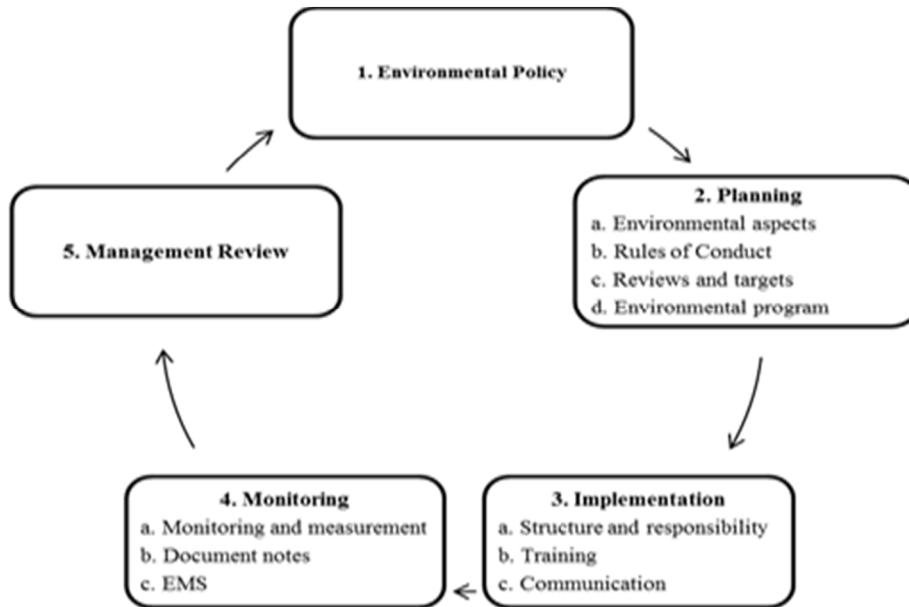 1. Environmental Policy
2. Planning
a. Environmental aspects
b. Rules of Conduct
c. Reviews and targets
d. Environmental program
3. Implementation
a. Structure and responsibility
b. Training
c. Communication
4. Monitoring
a. Monitoring and measurement
b. Document notes
c. EMS
5. Management Review